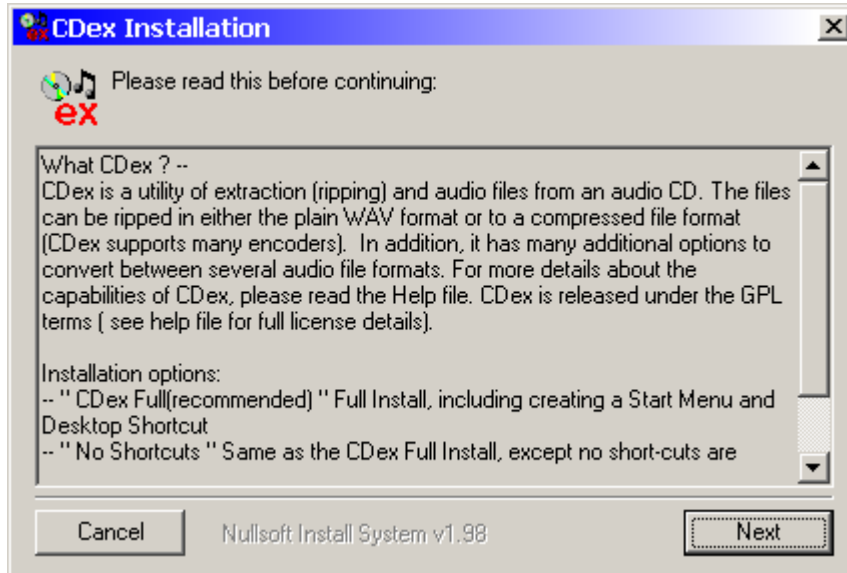 CDex Installation
ex
Please read this before continuing:
ex
What CDex ? --
CDex is a utility of extraction (ripping) and audio files from an audio CD. The files
can be ripped in either the plain WAV format or to a compressed file format
(CDex supports many encoders).  In addition, it has many additional options to
convert between several audio file formats. For more details about the
capabilities of CDex, please read the Help file. CDex is released under the GPL
terms ( see help file for full license details).
Installation options:
-- " CDex Full(recommended) " Full Install, including creating a Start Menu and
Desktop Shortcut
-- " No Shortcuts " Same as the CDex Full Install, except no short-cuts are
Cancel
Nullsoft Install System v1.98
Next